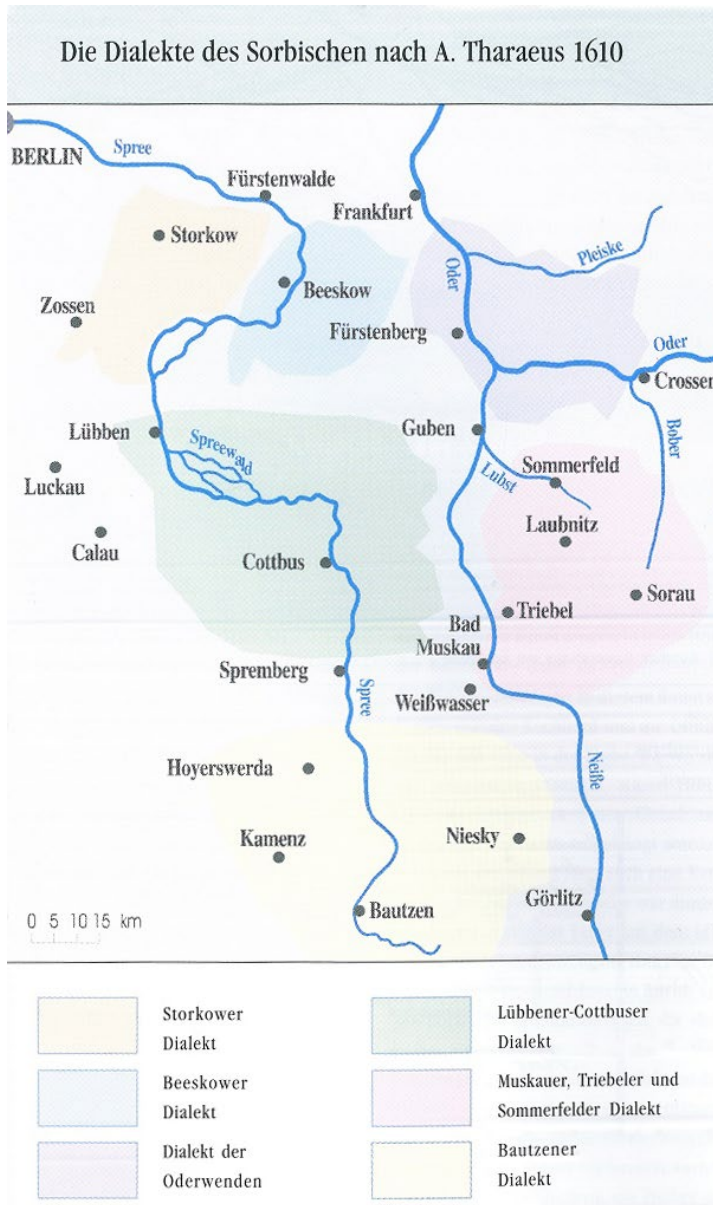 Die Dialekte des Sorbischen nach A. Tharaeus 1610
BERLIN
Spree
Fürstenwalde
Frankfurt
Storkow
Pleiske
Beeskow
Oder
Zossen
Fürstenberg
Oder
Crossen
Lübben
Guben
Bober
Spreewald
Luckau
Lubst
Sommerfeld
Calau
Laubnitz
Cottbus
Sorau
Triebel
Bad
Muskau
Spremberg
Spree
Weißwasser
Hoyerswerda
Neiße
Kamenz
Niesky
Bautzen
Görlitz
0 5 10 15 km
Storkower
Dialekt
Beeskower
Dialekt
Dialekt der
Oderwenden
Lübbener-Cottbuser
Dialekt
Muskauer, Triebeler und
Sommerfelder Dialekt
Bautzener
Dialekt